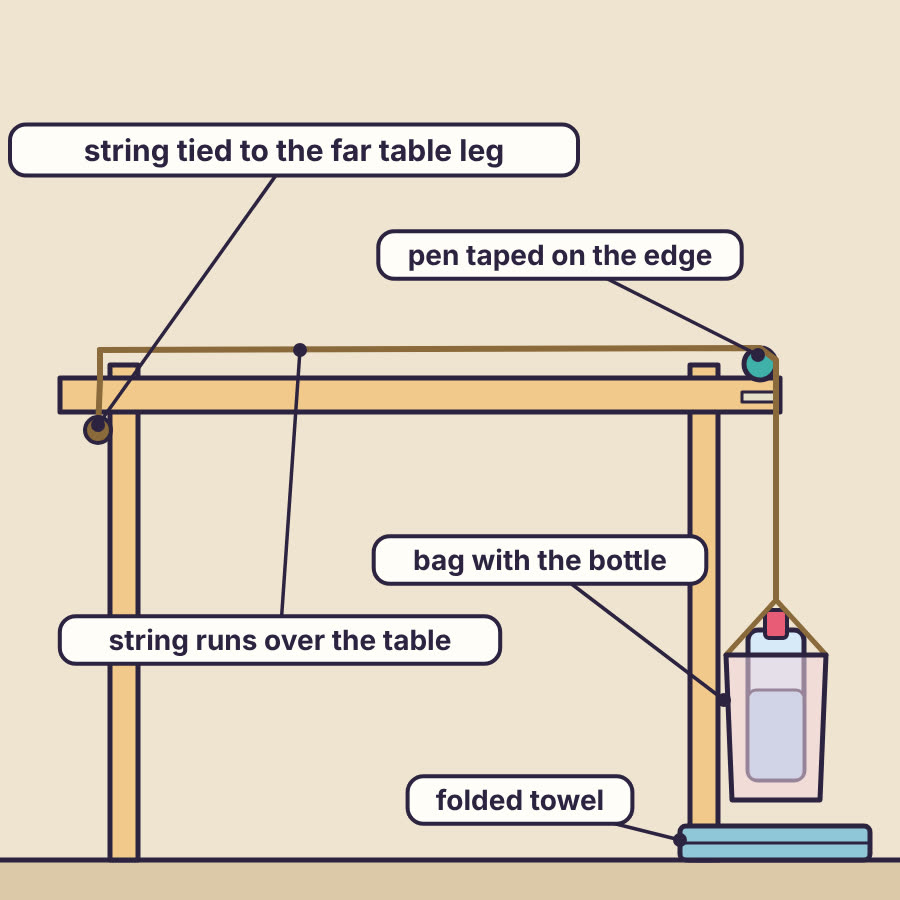 string tied to the far table leg
pen taped on the edge
bag with the bottle
string runs over the table
folded towel